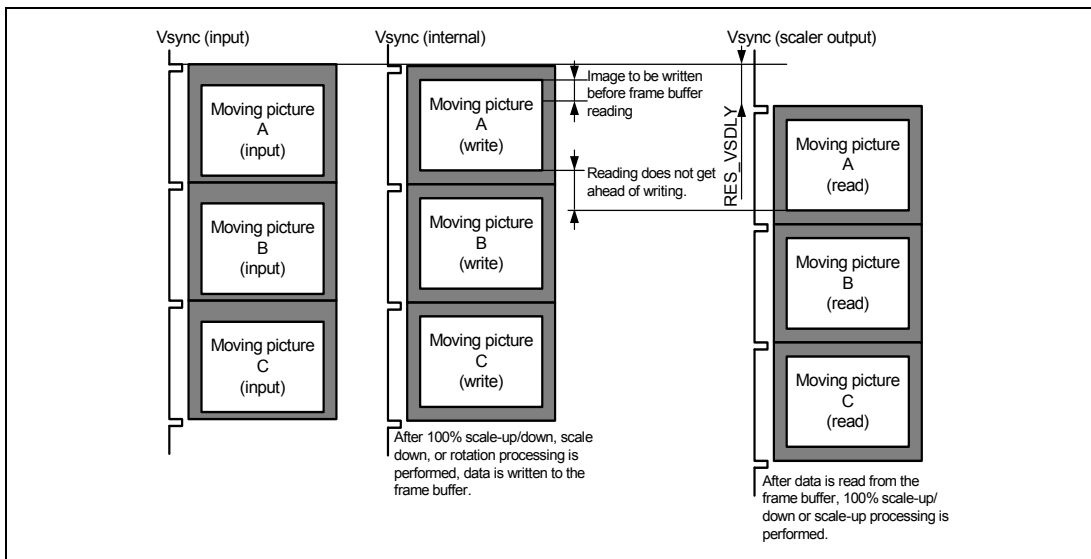 Vsync (input)
Vsync (internal)
Vsync (scaler output)
Moving picture
A
(input)
Moving picture
B
(input)
Moving picture
C
(input)
Moving picture
A
(write)
Moving picture
B
(write)
Moving picture
C
(write)
After 100% scale-up/down, scale
down, or rotation processing is
performed, data is written to the
frame buffer.
Image to be written
before frame buffer
reading
Reading does not get
ahead of writing.
RES_VSDLY
Moving picture
A
(read)
Moving picture
B
(read)
Moving picture
C
(read)
After data is read from the
frame buffer, 100% scale-up/
down or scale-up processing is
performed.